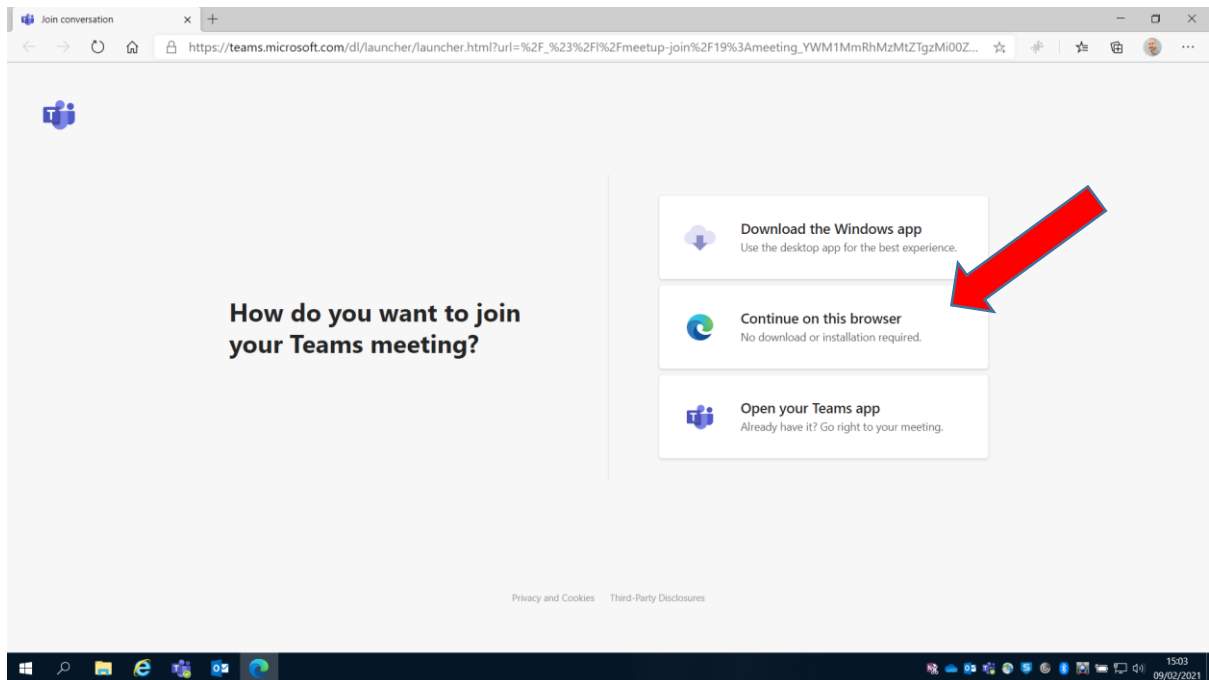 Join conversation
https://teams.microsoft.com/dl/launcher/launcher.html?url=%2F_%23%2Fl%2Fmeetup-join%2F19%3Ameeting_YWM1MmRhMzMtZTgzMi00Z...
Download the Windows app
Use the desktop app for the best experience.
How do you want to join
your Teams meeting?
Continue on this browser
No download or installation required.
Open your Teams app
Already have it? Go right to your meeting.
Privacy and Cookies Third-Party Disclosures
15:03
09/02/2021